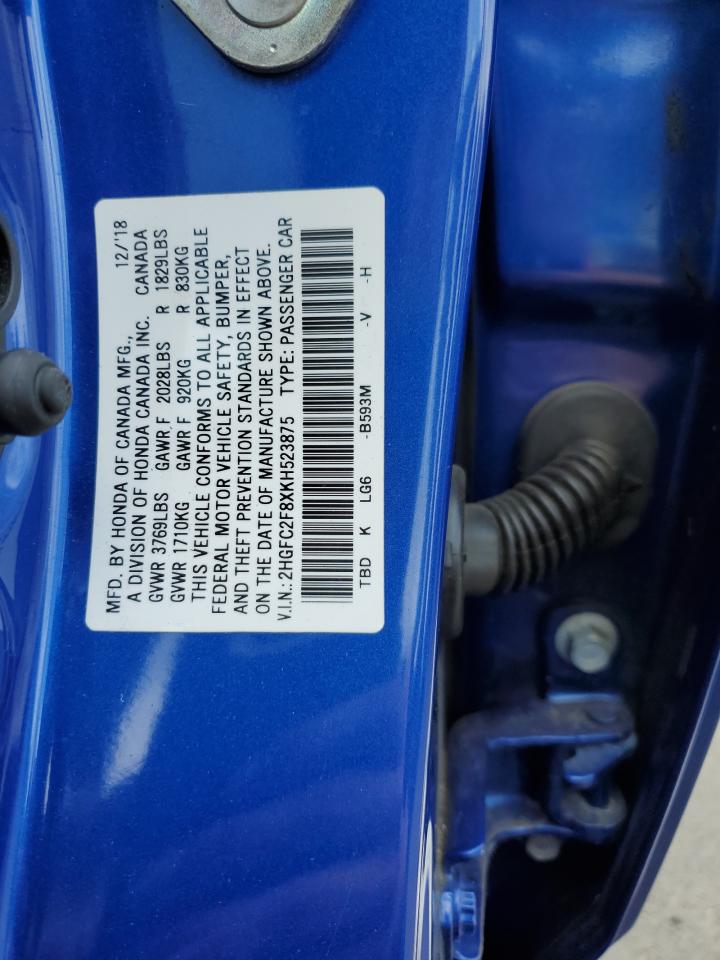 MFD. BY HONDA OF CANADA MFG., 12/'18
A DIVISION OF HONDA CANADA INC. CANADA
GVWR 3769LBS GAWR F 2028LBS R 1829LBS
GVWR 1710KG GAWR F 920KG R 830KG
THIS VEHICLE CONFORMS TO ALL APPLICABLE
FEDERAL MOTOR VEHICLE SAFETY, BUMPER,
AND THEFT PREVENTION STANDARDS IN EFFECT
ON THE DATE OF MANUFACTURE SHOWN ABOVE.
V.I.N.: 2HGFC2F8XKH523875 TYPE: PASSENGER CAR
TBD K LG6 -B593M -V -H